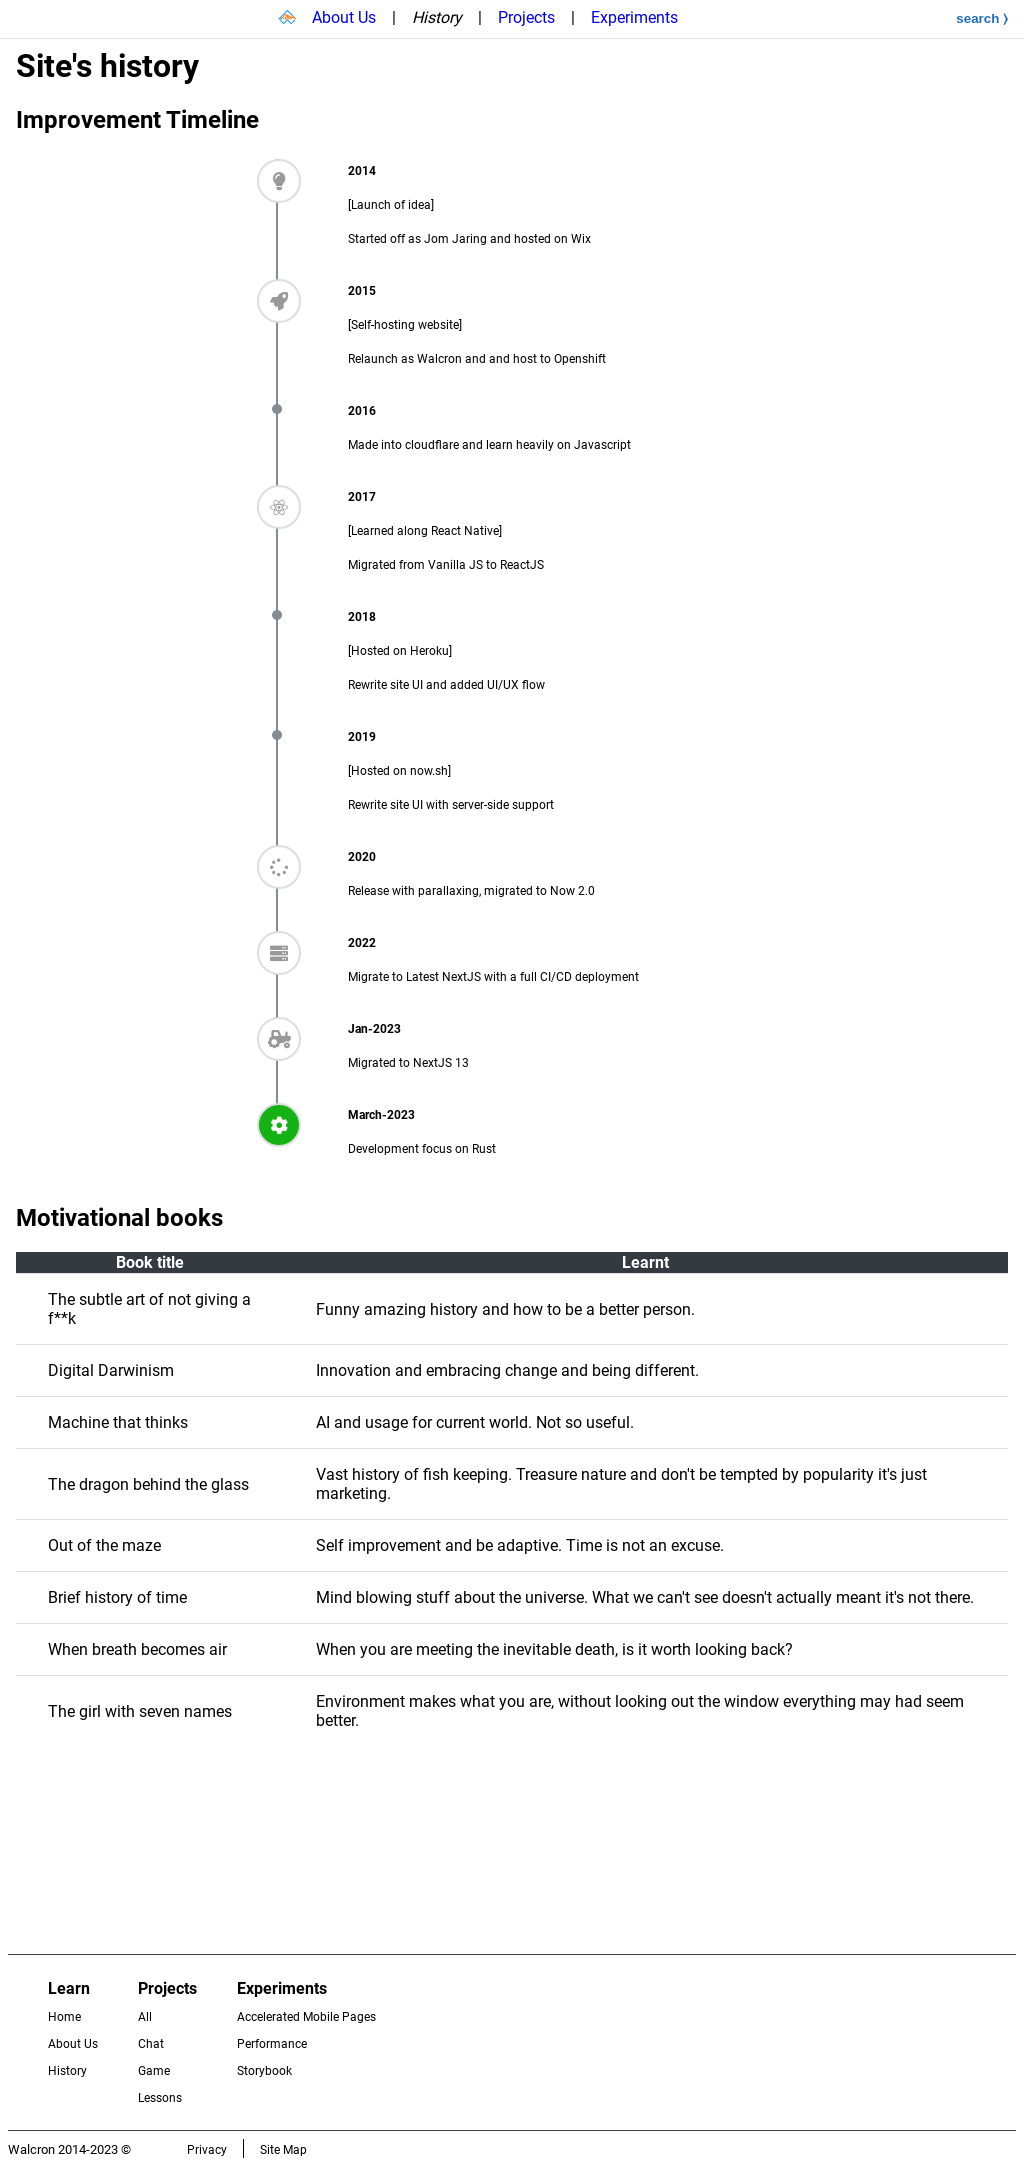 About Us | History | Projects | Experiments search ⟩
Site's history
Improvement Timeline
2014
[Launch of idea]
Started off as Jom Jaring and hosted on Wix
2015
[Self-hosting website]
Relaunch as Walcron and and host to Openshift
2016
Made into cloudflare and learn heavily on Javascript
2017
[Learned along React Native]
Migrated from Vanilla JS to ReactJS
2018
[Hosted on Heroku]
Rewrite site UI and added UI/UX flow
2019
[Hosted on now.sh]
Rewrite site UI with server-side support
2020
Release with parallaxing, migrated to Now 2.0
2022
Migrate to Latest NextJS with a full CI/CD deployment
Jan-2023
Migrated to NextJS 13
March-2023
Development focus on Rust
Motivational books
Book title Learnt
The subtle art of not giving a
f**k
Funny amazing history and how to be a better person.
Digital Darwinism Innovation and embracing change and being different.
Machine that thinks AI and usage for current world. Not so useful.
The dragon behind the glass
Vast history of fish keeping. Treasure nature and don't be tempted by popularity it's just
marketing.
Out of the maze Self improvement and be adaptive. Time is not an excuse.
Brief history of time Mind blowing stuff about the universe. What we can't see doesn't actually meant it's not there.
When breath becomes air When you are meeting the inevitable death, is it worth looking back?
The girl with seven names
Environment makes what you are, without looking out the window everything may had seem
better.
Learn
Home
About Us
History
Projects
All
Chat
Game
Lessons
Experiments
Accelerated Mobile Pages
Performance
Storybook
Walcron 2014-2023 © Privacy Site Map